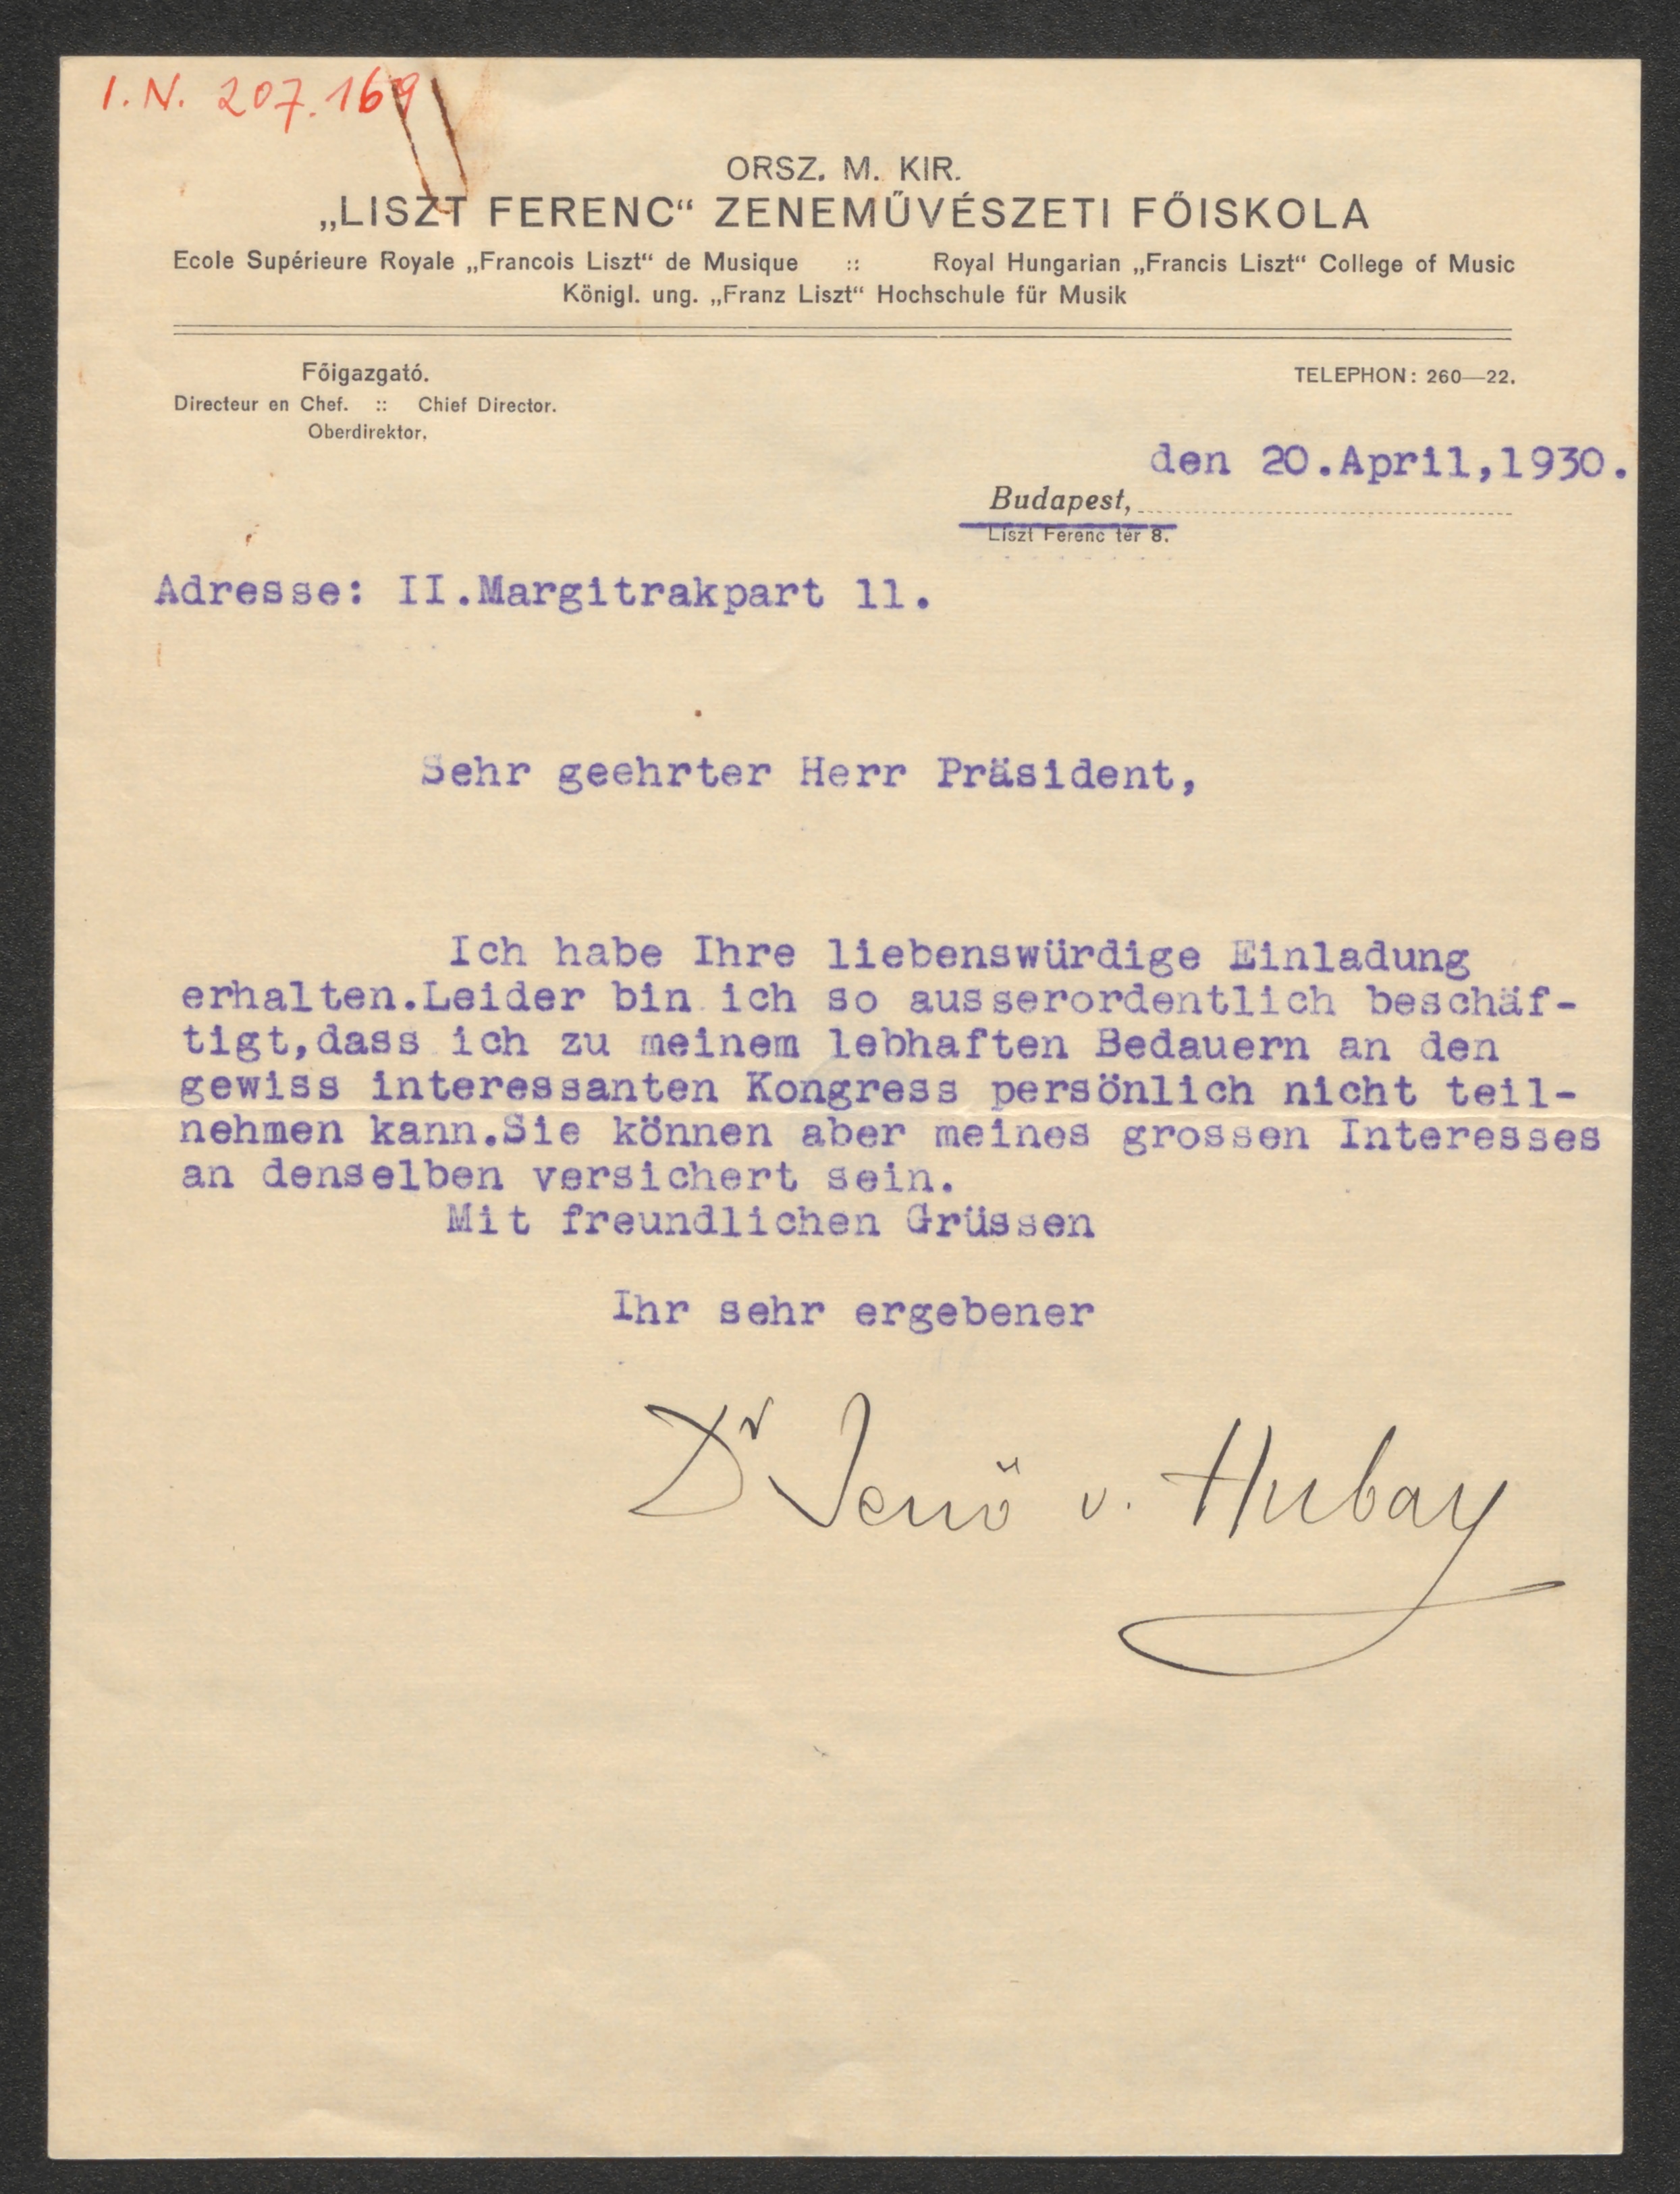 I. N. 207.169
ORSZ. M. KIR.
„LISZT FERENC“ ZENEMŰVÉSZETI FŐISKOLA
Ecole Supérieure Royale „Francois Liszt“ de Musique :: Royal Hungarian „Francis Liszt“ College of Music
Königl. ung. „Franz Liszt“ Hochschule für Musik
Főigazgató.
Directeur en Chef. :: Chief Director.
Oberdirektor.
TELEPHON: 260—22.
den 20.April,1930.
Budapest,
Liszt Ferenc tér 8.
Adresse: II.Margitrakpart 11.
Sehr geehrter Herr Präsident,
Ich habe Ihre liebenswürdige Einladung
erhalten.Leider bin ich so ausserordentlich beschäf-
tigt,dass ich zu meinem lebhaften Bedauern an den
gewiss interessanten Kongress persönlich nicht teil-
nehmen kann.Sie können aber meines grossen Interesses
an denselben versichert sein.
Mit freundlichen Grüssen
Ihr sehr ergebener
Dr Jenö v. Hubay